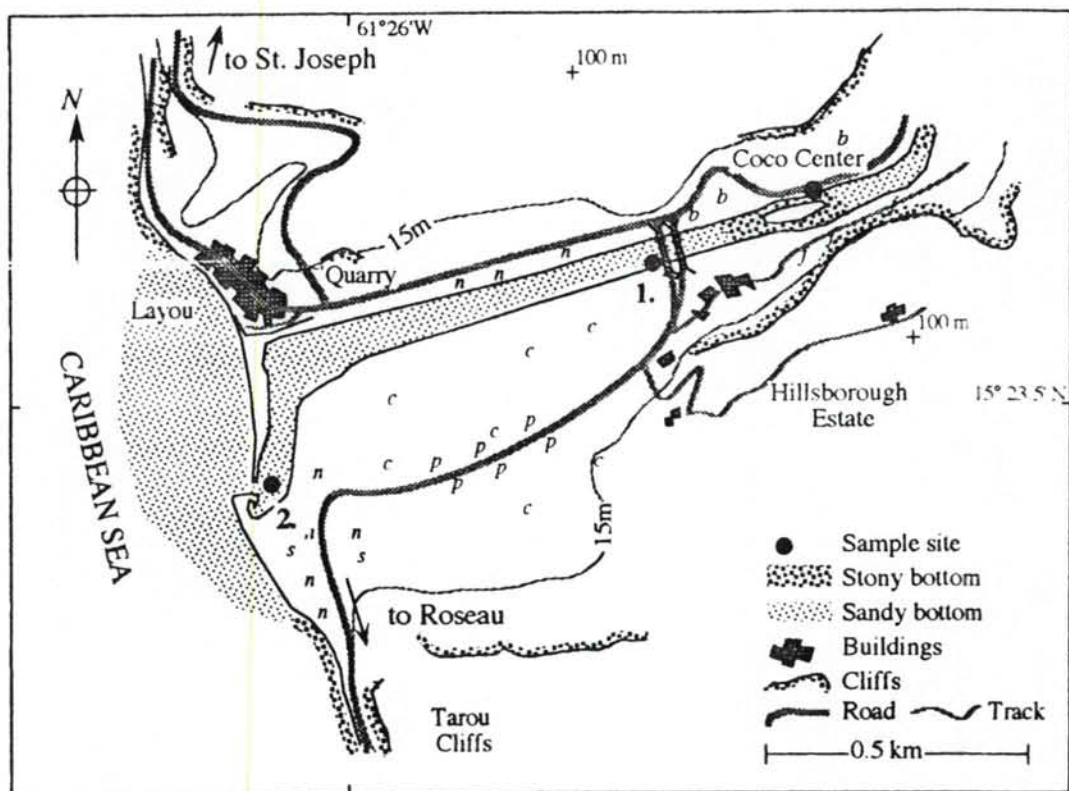 61°26'W
to St. Joseph
100 m
N
b
Coco Center
b
b
b
15m
Quarry
n
n
n
Layou
1.
f
c
c
100 m
Hillsborough
Estate
15° 23.5' N
CARIBBEAN SEA
p
c
p
p
n
c
p
p
p
c
c
2.
n
s
s
15m
n
n
to Roseau
Tarou
Cliffs
Sample site
Stony bottom
Sandy bottom
Buildings
Cliffs
Road
Track
0.5 km